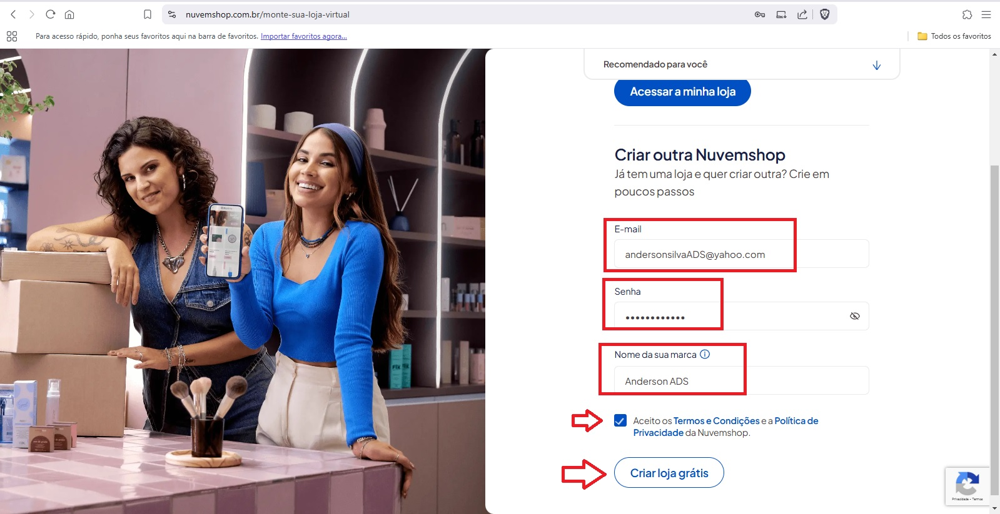 nuvemshop.com.br/monte-sua-loja-virtual
Para acesso rápido, ponha seus favoritos aqui na barra de favoritos. Importar favoritos agora...
Todos os favoritos
Recomendado para você
Acessar a minha loja
Criar outra Nuvemshop
Já tem uma loja e quer criar outra? Crie em
poucos passos
E-mail
andersonsilvaADS@yahoo.com
Senha
••••••••••••
Nome da sua marca
Anderson ADS
Aceito os Termos e Condições e a Política de
Privacidade da Nuvemshop.
Criar loja grátis
Privacidade - Termos